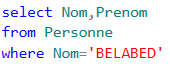 select Nom,Prenom
from Personne
where Nom='BELABED'